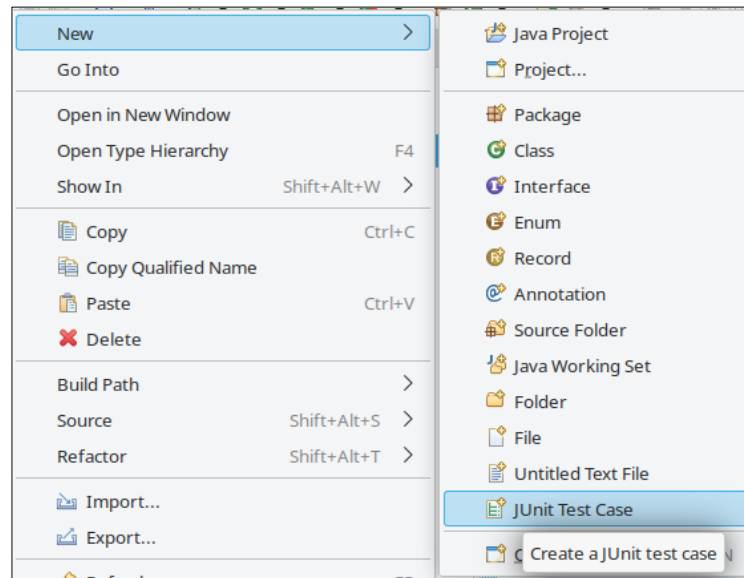 New
Go Into
Open in New Window
Open Type Hierarchy F4
Show In Shift+Alt+W
Copy Ctrl+C
Copy Qualified Name
Paste Ctrl+V
Delete
Build Path
Source Shift+Alt+S
Refactor Shift+Alt+T
Import...
Export...
Java Project
Project...
Package
Class
Interface
Enum
Record
Annotation
Source Folder
Java Working Set
Folder
File
Untitled Text File
JUnit Test Case
Create a JUnit test case